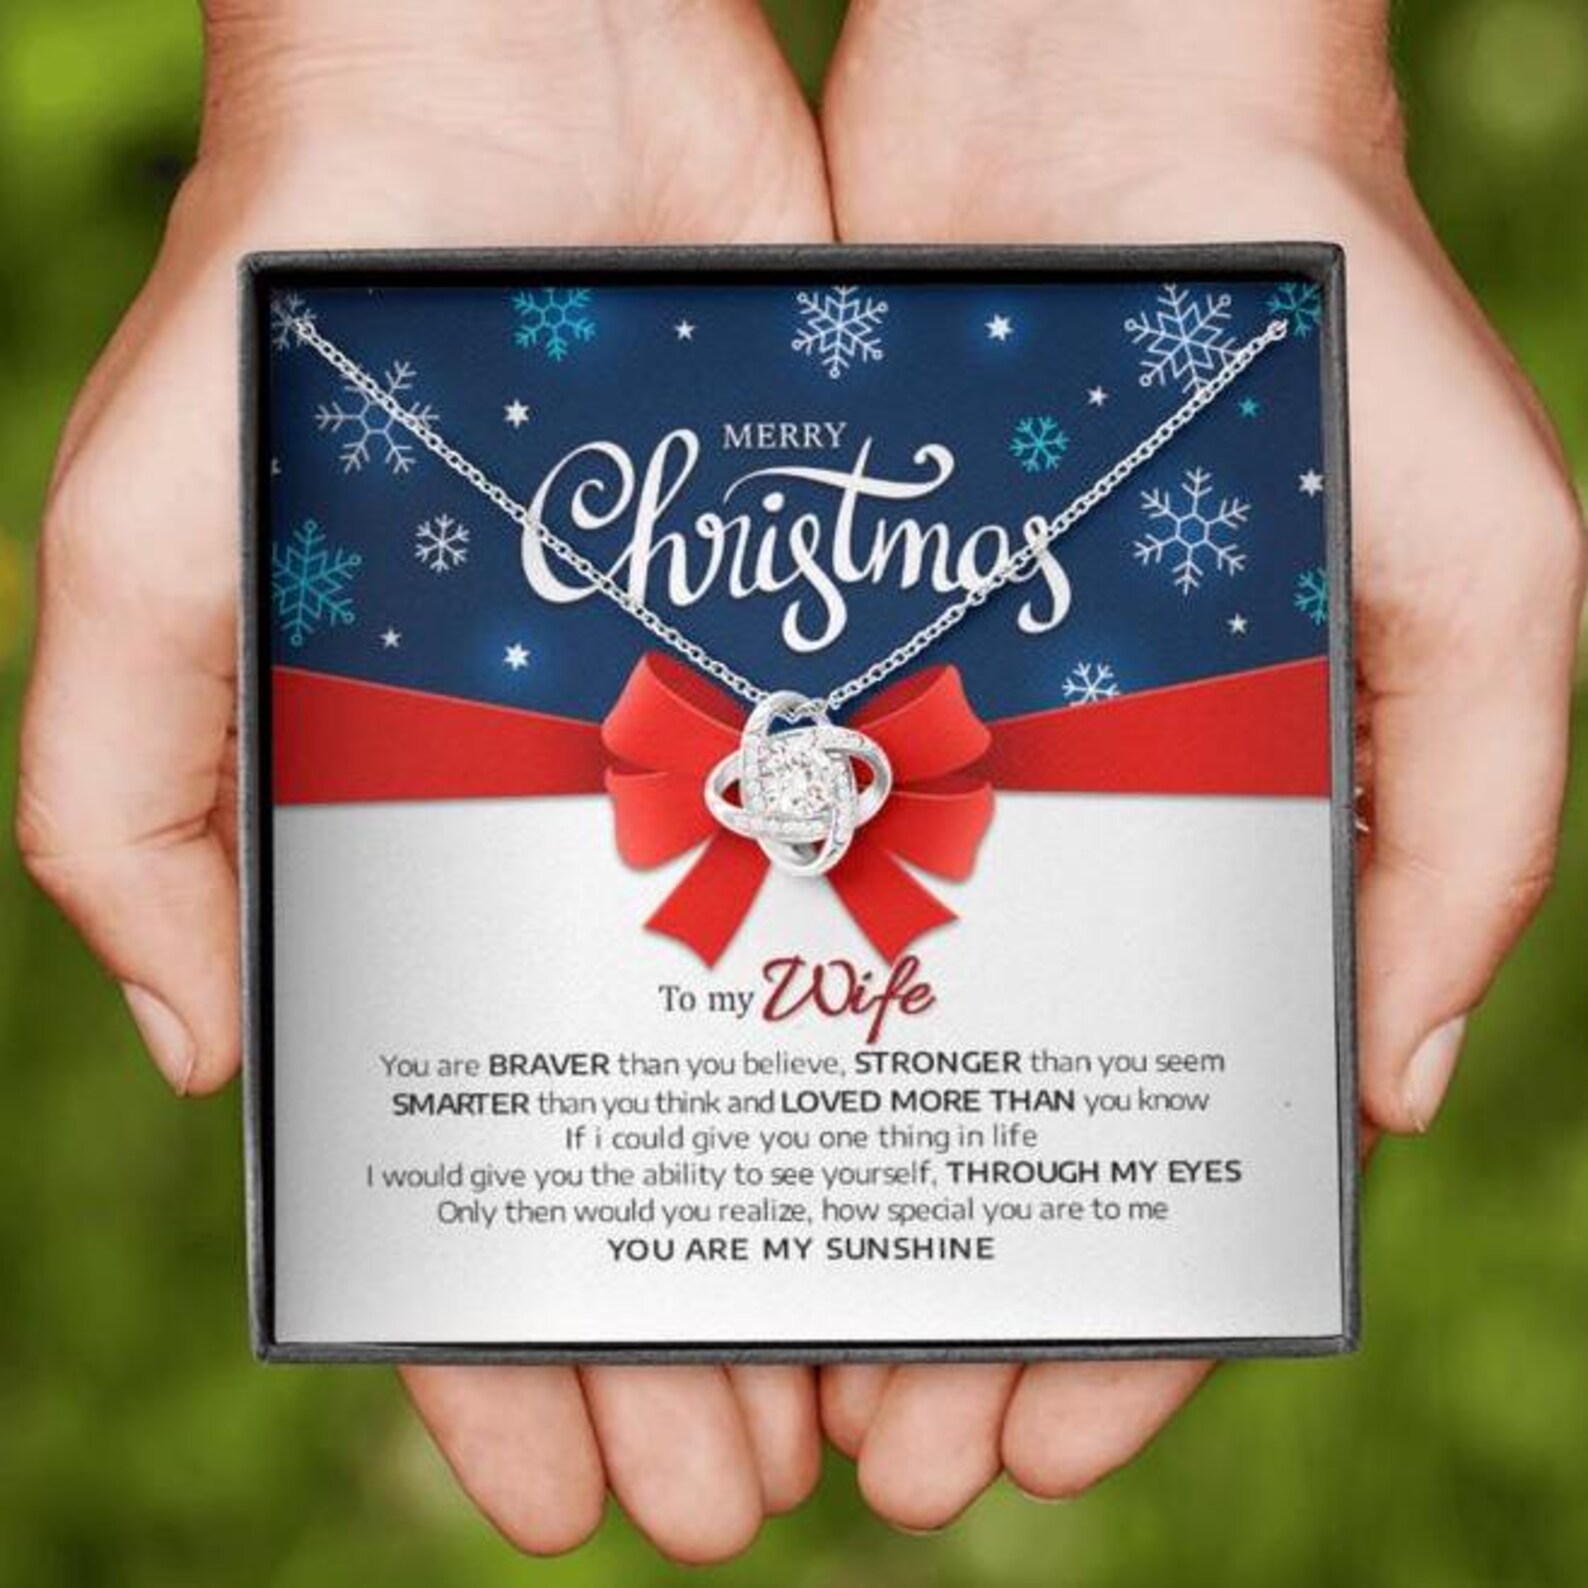 MERRY
Christmas
To my Wife
You are BRAVER than you believe, STRONGER than you seem
SMARTER than you think and LOVED MORE THAN you know
If i could give you one thing in life
I would give you the ability to see yourself, THROUGH MY EYES
Only then would you realize, how special you are to me
YOU ARE MY SUNSHINE